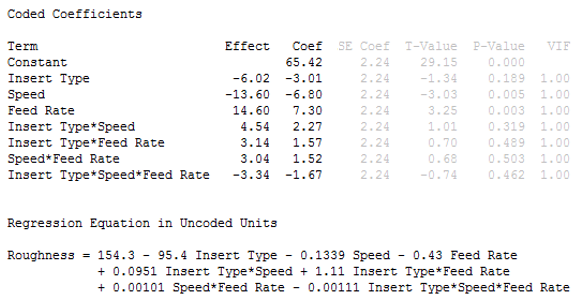 Coded Coefficients
Term Effect Coef SE Coef T-Value P-Value VIF
Constant 65.42 2.24 29.15 0.000
Insert Type -6.02 -3.01 2.24 -1.34 0.189 1.00
Speed -13.60 -6.80 2.24 -3.03 0.005 1.00
Feed Rate 14.60 7.30 2.24 3.25 0.003 1.00
Insert Type*Speed 4.54 2.27 2.24 1.01 0.319 1.00
Insert Type*Feed Rate 3.14 1.57 2.24 0.70 0.489 1.00
Speed*Feed Rate 3.04 1.52 2.24 0.68 0.503 1.00
Insert Type*Speed*Feed Rate -3.34 -1.67 2.24 -0.74 0.462 1.00
Regression Equation in Uncoded Units
Roughness = 154.3 - 95.4 Insert Type - 0.1339 Speed - 0.43 Feed Rate
+ 0.0951 Insert Type*Speed + 1.11 Insert Type*Feed Rate
+ 0.00101 Speed*Feed Rate - 0.00111 Insert Type*Speed*Feed Rate